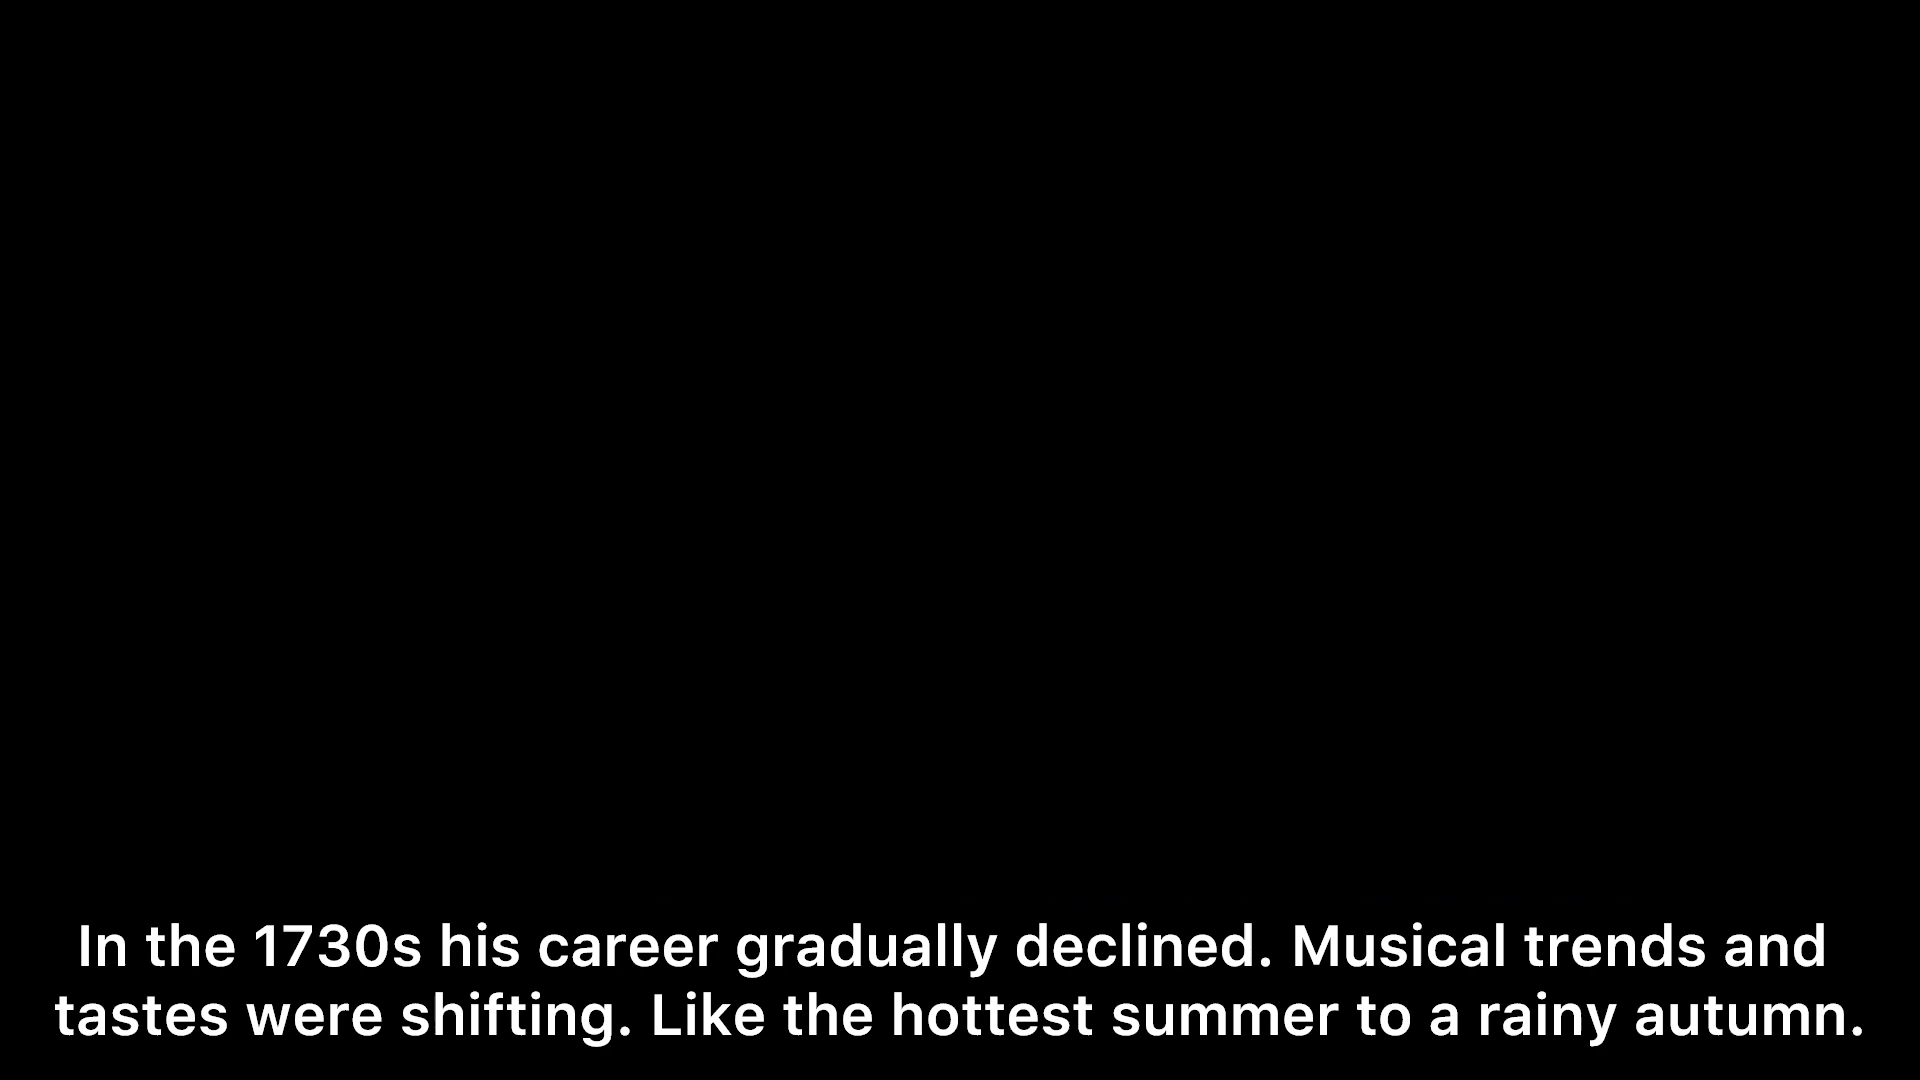 In the 1730s his career gradually declined. Musical trends and
tastes were shifting. Like the hottest summer to a rainy autumn.